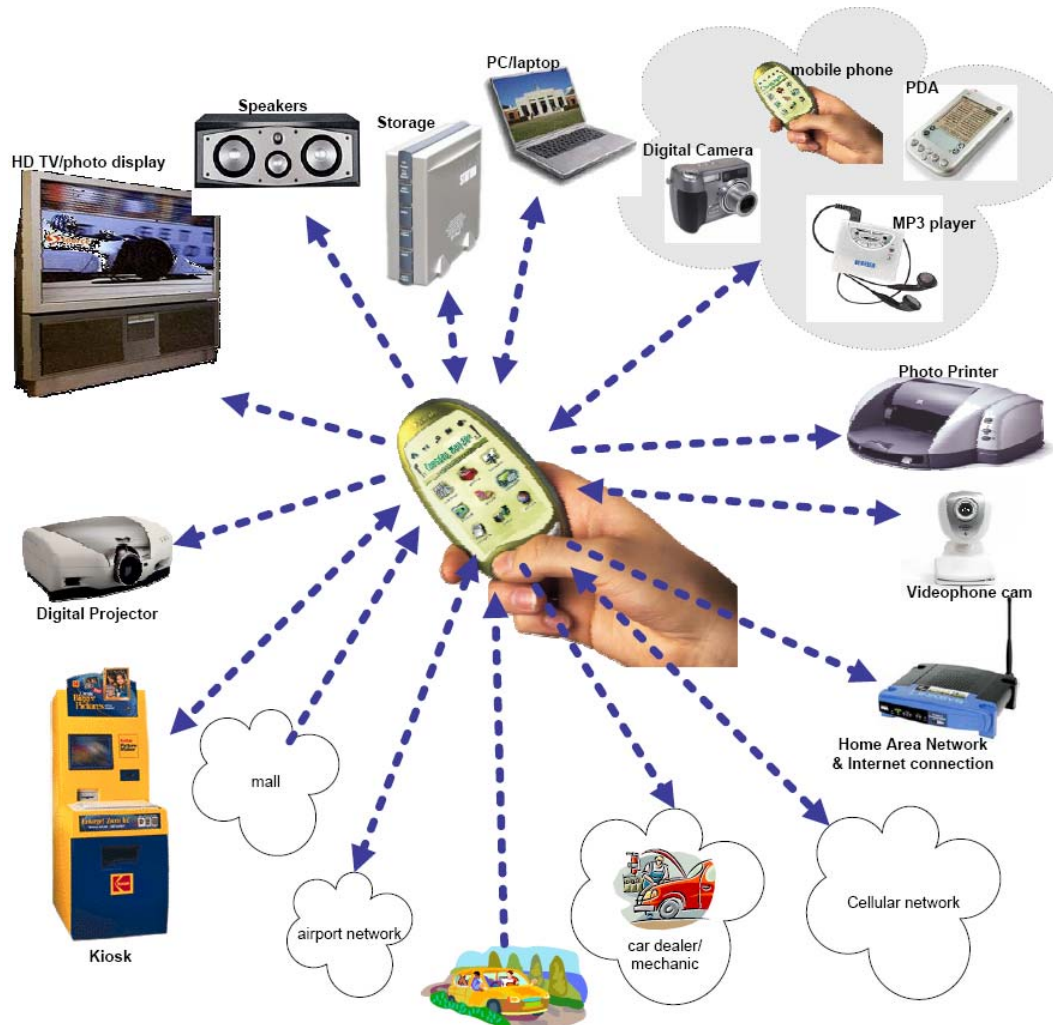 PC/laptop
mobile phone
Speakers
PDA
Storage
Digital Camera
HD TV/photo display
MP3 player
Photo Printer
Digital Projector
Videophone cam
Home Area Network
& Internet connection
mall
Cellular network
airport network
car dealer/
mechanic
Kiosk